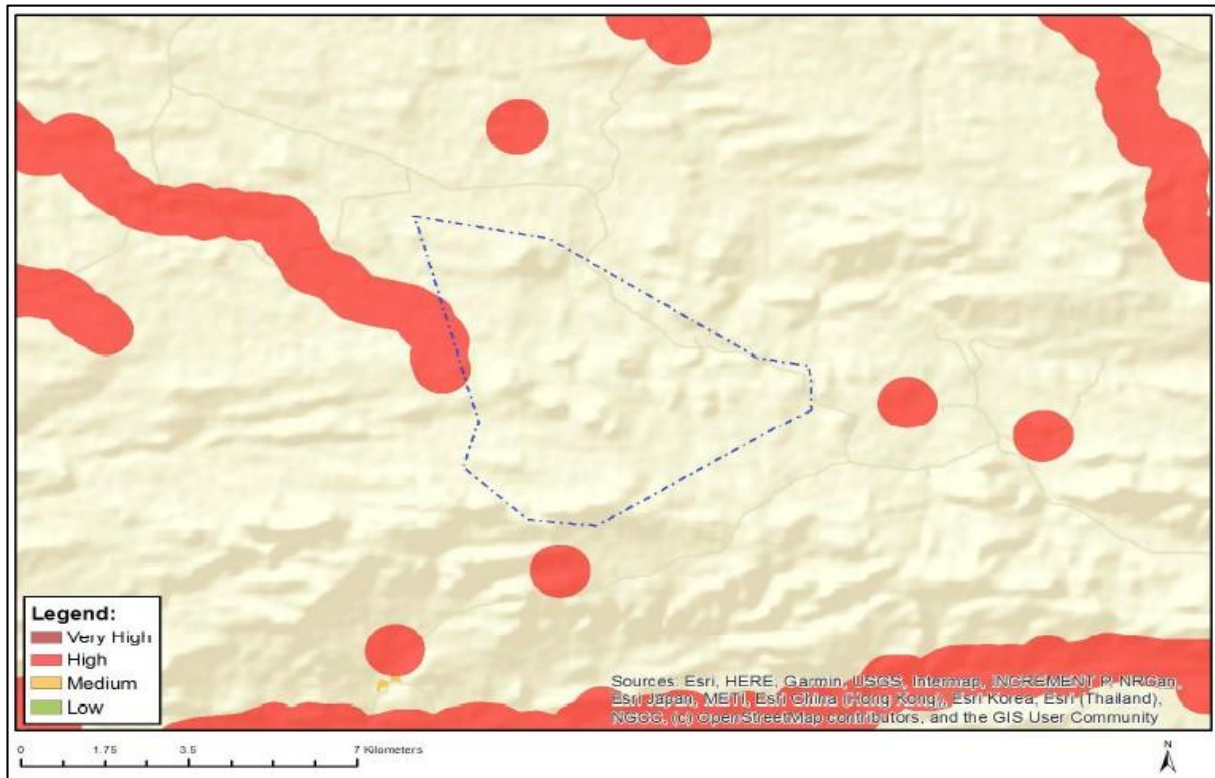 Legend:
Very High
High
Medium
Low
Sources: Esri, HERE, Garmin, USGS, Intermap, INCREMENT P, NRCan,
Esri Japan, METI, Esri China (Hong Kong), Esri Korea, Esri (Thailand),
NGCC, (c) OpenStreetMap contributors, and the GIS User Community
0 1.75 3.5 7 Kilometers
N